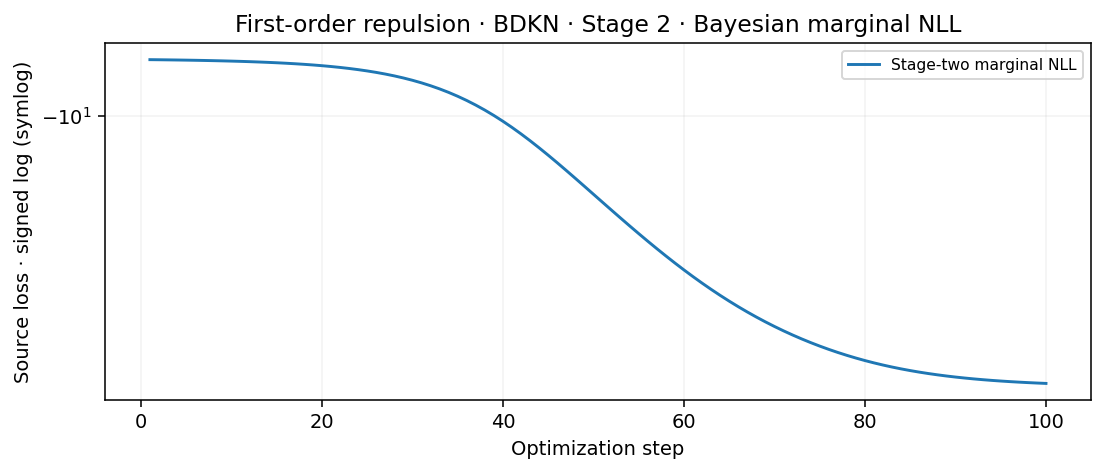 First-order repulsion · BDKN · Stage 2 · Bayesian marginal NLL
Stage-two marginal NLL
Source loss · signed log (symlog)
−10¹
0 20 40 60 80 100
Optimization step